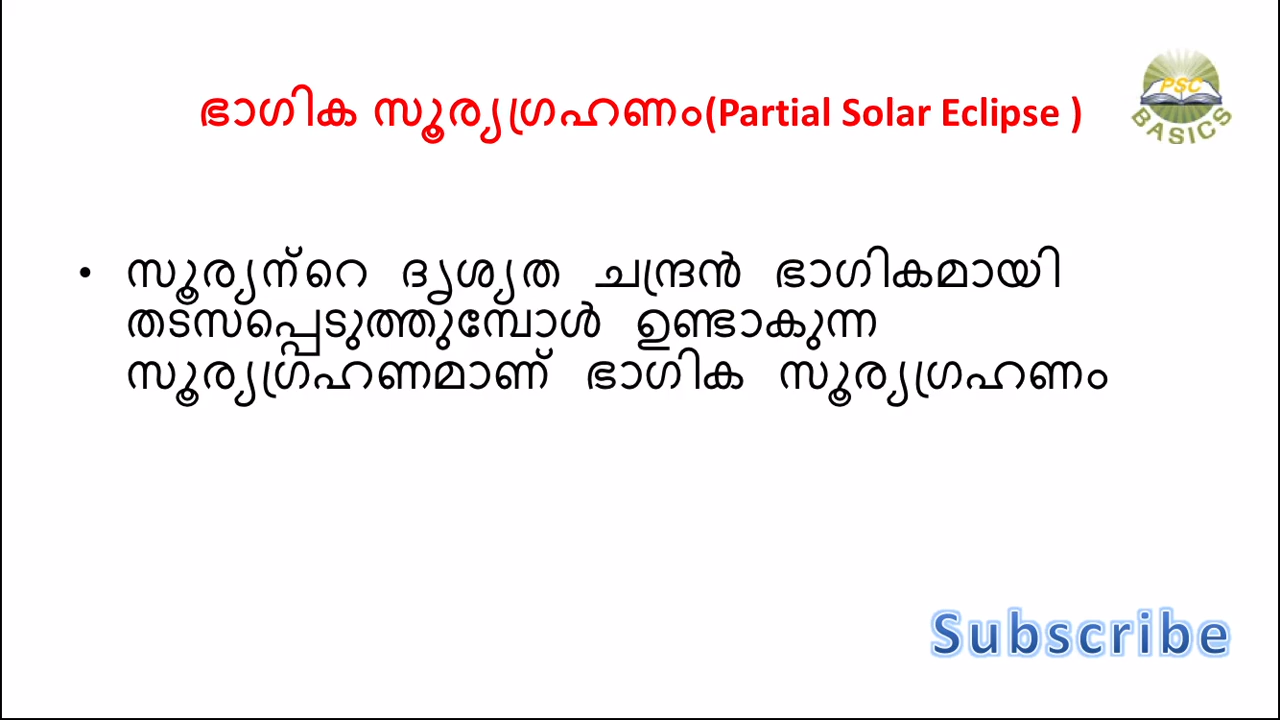 ഭാഗിക സൂര്യഗ്രഹണം(Partial Solar Eclipse )
PSC
BASICS
• സൂര്യന്റെ ദൃശ്യത ചന്ദ്രൻ ഭാഗികമായി
തടസപ്പെടുത്തുമ്പോൾ ഉണ്ടാകുന്ന
സൂര്യഗ്രഹണമാണ് ഭാഗിക സൂര്യഗ്രഹണം
Subscribe